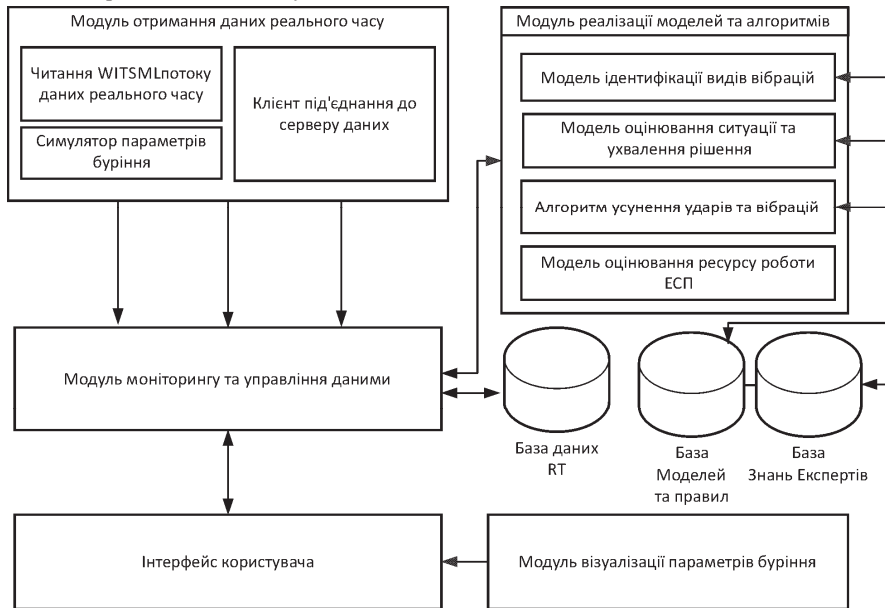 Модуль отримання даних реального часу
Читання WITSMLпотоку
даних реального часу
Симулятор параметрів
буріння
Клієнт під'єднання до
серверу даних
Модуль реалізації моделей та алгоритмів
Модель ідентифікації видів вібрацій
Модель оцінювання ситуації та
ухвалення рішення
Алгоритм усунення ударів та вібрацій
Модель оцінювання ресурсу роботи
ЕСП
Модуль моніторингу та управління даними
База даних
RT
База
Моделей
та правил
База
Знань Експертів
Інтерфейс користувача
Модуль візуалізації параметрів буріння